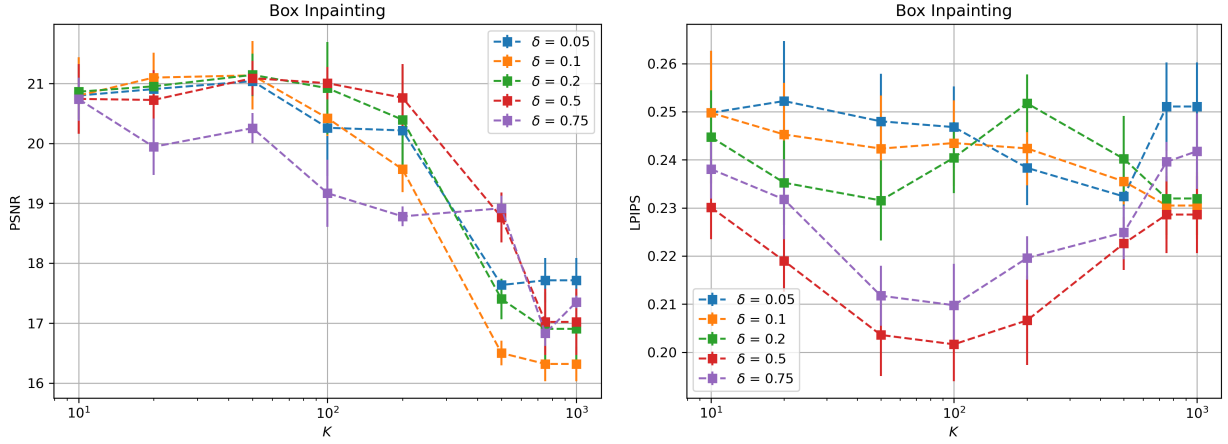 Box Inpainting
PSNR
21
20
19
18
17
16
δ = 0.05
δ = 0.1
δ = 0.2
δ = 0.5
δ = 0.75
10¹
10²
10³
K
Box Inpainting
LPIPS
0.26
0.25
0.24
0.23
0.22
0.21
0.20
δ = 0.05
δ = 0.1
δ = 0.2
δ = 0.5
δ = 0.75
10¹
10²
10³
K